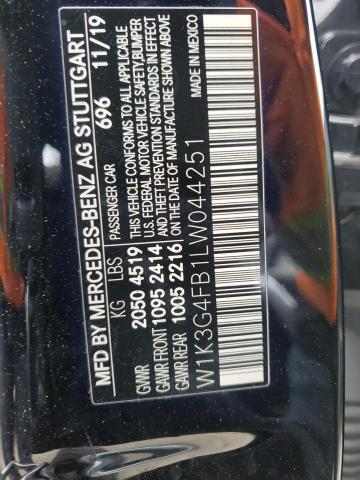 MFD BY MERCEDES-BENZ AG STUTTGART
696 11/19
PASSENGER CAR
KG LBS
GVWR 2050 4519
GAWR FRONT 1095 2414
GAWR REAR 1005 2216
THIS VEHICLE CONFORMS TO ALL APPLICABLE
U.S. FEDERAL MOTOR VEHICLE SAFETY, BUMPER
AND THEFT PREVENTION STANDARDS IN EFFECT
ON THE DATE OF MANUFACTURE SHOWN ABOVE
MADE IN MEXICO
W1K3G4FB1LW044251